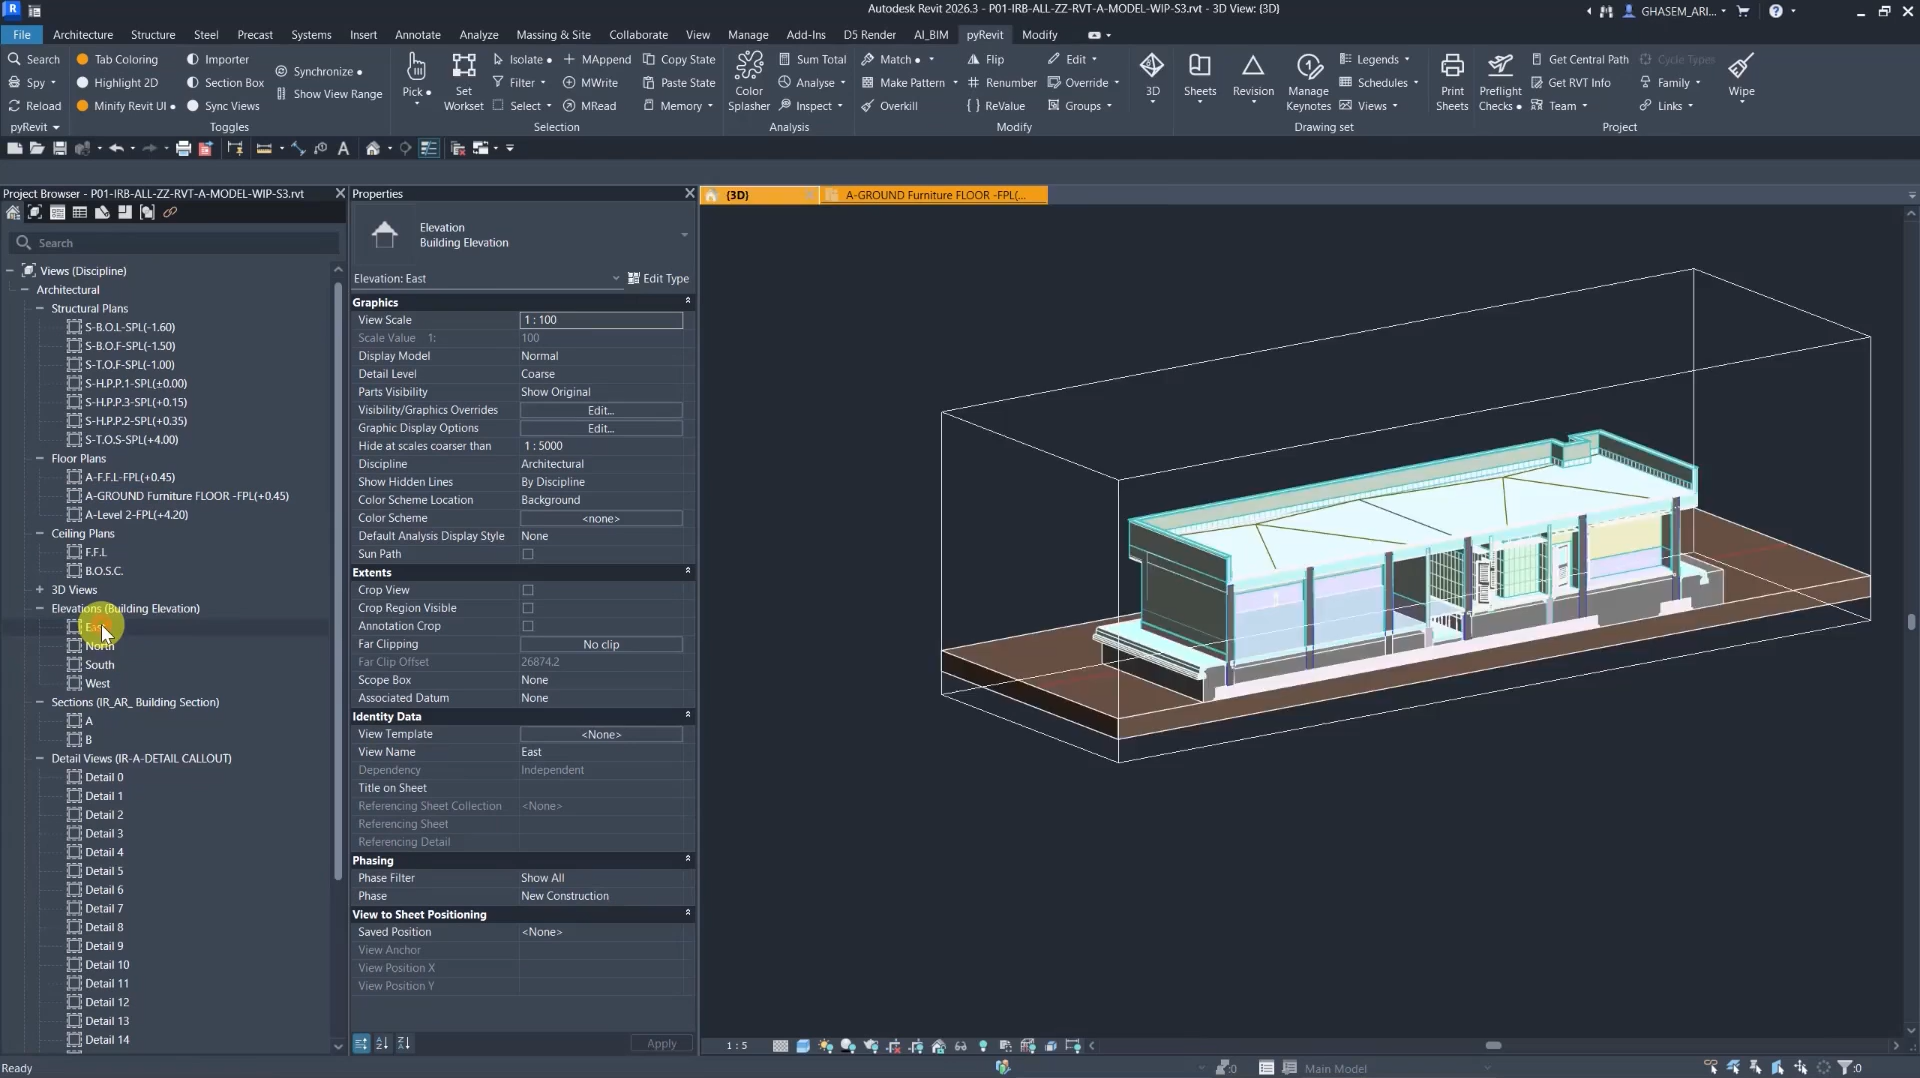 Autodesk Revit 2026.3 - P01-IRB-ALL-ZZ-RVT-A-MODEL-WIP-S3.rvt - 3D View: {3D}
GHASEM_ARI...
File Architecture Structure Steel Precast Systems Insert Annotate Analyze Massing & Site Collaborate View Manage Add-Ins D5 Render AI_BIM pyRevit Modify
Search Tab Coloring Importer Isolate MAppend Copy State Sum Total Match Flip Edit Legends Get Central Path Cycle Types
Synchronize
Spy Highlight 2D Section Box Filter MWrite Paste State Analyse Make Pattern Renumber Override Schedules Get RVT Info Family
Show View Range
Pick Set Workset Color Splasher 3D Sheets Revision Manage Keynotes Print Sheets Preflight Checks Wipe
Reload Minify Revit UI Sync Views Select MRead Memory Inspect Overkill ReValue Groups Views Team Links
pyRevit Toggles Selection Analysis Modify Drawing set Project
Project Browser - P01-IRB-ALL-ZZ-RVT-A-MODEL-WIP-S3.rvt
Search
Views (Discipline)
Architectural
Structural Plans
S-B.O.L-SPL(-1.60)
S-B.O.F-SPL(-1.50)
S-T.O.F-SPL(-1.00)
S-H.P.P.1-SPL(±0.00)
S-H.P.P.3-SPL(+0.15)
S-H.P.P.2-SPL(+0.35)
S-T.O.S-SPL(+4.00)
Floor Plans
A-F.F.L-FPL(+0.45)
A-GROUND Furniture FLOOR -FPL(+0.45)
A-Level 2-FPL(+4.20)
Ceiling Plans
F.F.L
B.O.S.C.
3D Views
Elevations (Building Elevation)
East
North
South
West
Sections (IR_AR_ Building Section)
A
B
Detail Views (IR-A-DETAIL CALLOUT)
Detail 0
Detail 1
Detail 2
Detail 3
Detail 4
Detail 5
Detail 6
Detail 7
Detail 8
Detail 9
Detail 10
Detail 11
Detail 12
Detail 13
Detail 14
Properties
Elevation
Building Elevation
Elevation: East Edit Type
Graphics
View Scale 1 : 100
Scale Value 1: 100
Display Model Normal
Detail Level Coarse
Parts Visibility Show Original
Visibility/Graphics Overrides Edit...
Graphic Display Options Edit...
Hide at scales coarser than 1 : 5000
Discipline Architectural
Show Hidden Lines By Discipline
Color Scheme Location Background
Color Scheme <none>
Default Analysis Display Style None
Sun Path
Extents
Crop View
Crop Region Visible
Annotation Crop
Far Clipping No clip
Far Clip Offset 26874.2
Scope Box None
Associated Datum None
Identity Data
View Template <None>
View Name East
Dependency Independent
Title on Sheet
Referencing Sheet Collection <None>
Referencing Sheet
Referencing Detail
Phasing
Phase Filter Show All
Phase New Construction
View to Sheet Positioning
Saved Position <None>
View Anchor
View Position X
View Position Y
Apply
{3D} A-GROUND Furniture FLOOR -FPL(...
1 : 5
Ready
:0 Main Model :0